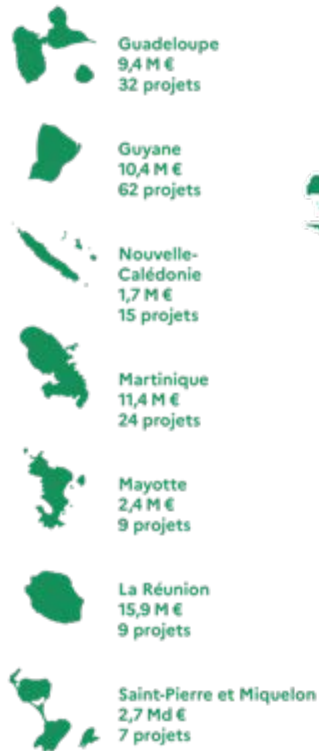 Guadeloupe
9,4 M €
32 projets
Guyane
10,4 M €
62 projets
Nouvelle-
Calédonie
1,7 M €
15 projets
Martinique
11,4 M €
24 projets
Mayotte
2,4 M €
9 projets
La Réunion
15,9 M €
9 projets
Saint-Pierre et Miquelon
2,7 Md €
7 projets